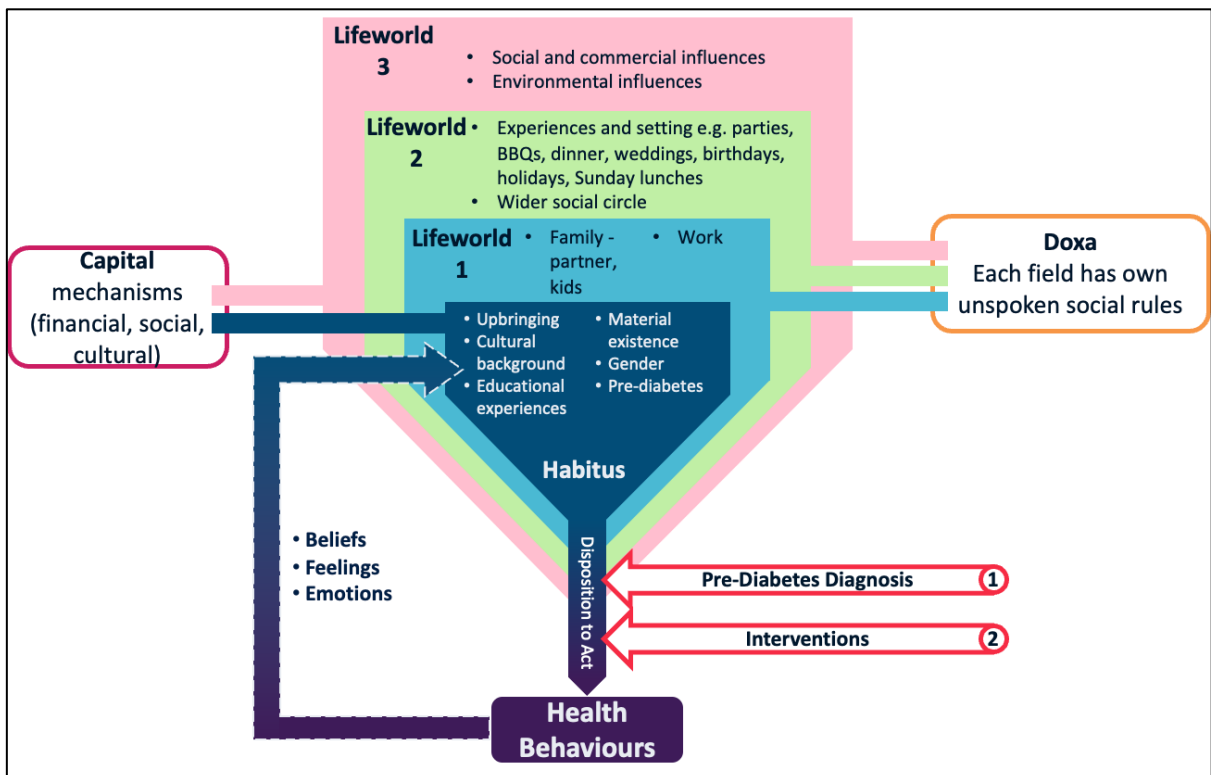 Lifeworld
3
• Social and commercial influences
• Environmental influences
Lifeworld
2
• Experiences and setting e.g. parties,
BBQs, dinner, weddings, birthdays,
holidays, Sunday lunches
• Wider social circle
Lifeworld
1
• Family -
partner,
kids
• Work
Capital
mechanisms
(financial, social,
cultural)
Doxa
Each field has own
unspoken social rules
• Upbringing
• Cultural
background
• Educational
experiences
• Material
existence
• Gender
• Pre-diabetes
Habitus
• Beliefs
• Feelings
• Emotions
Disposition to Act
Pre-Diabetes Diagnosis
1
Interventions
2
Health
Behaviours